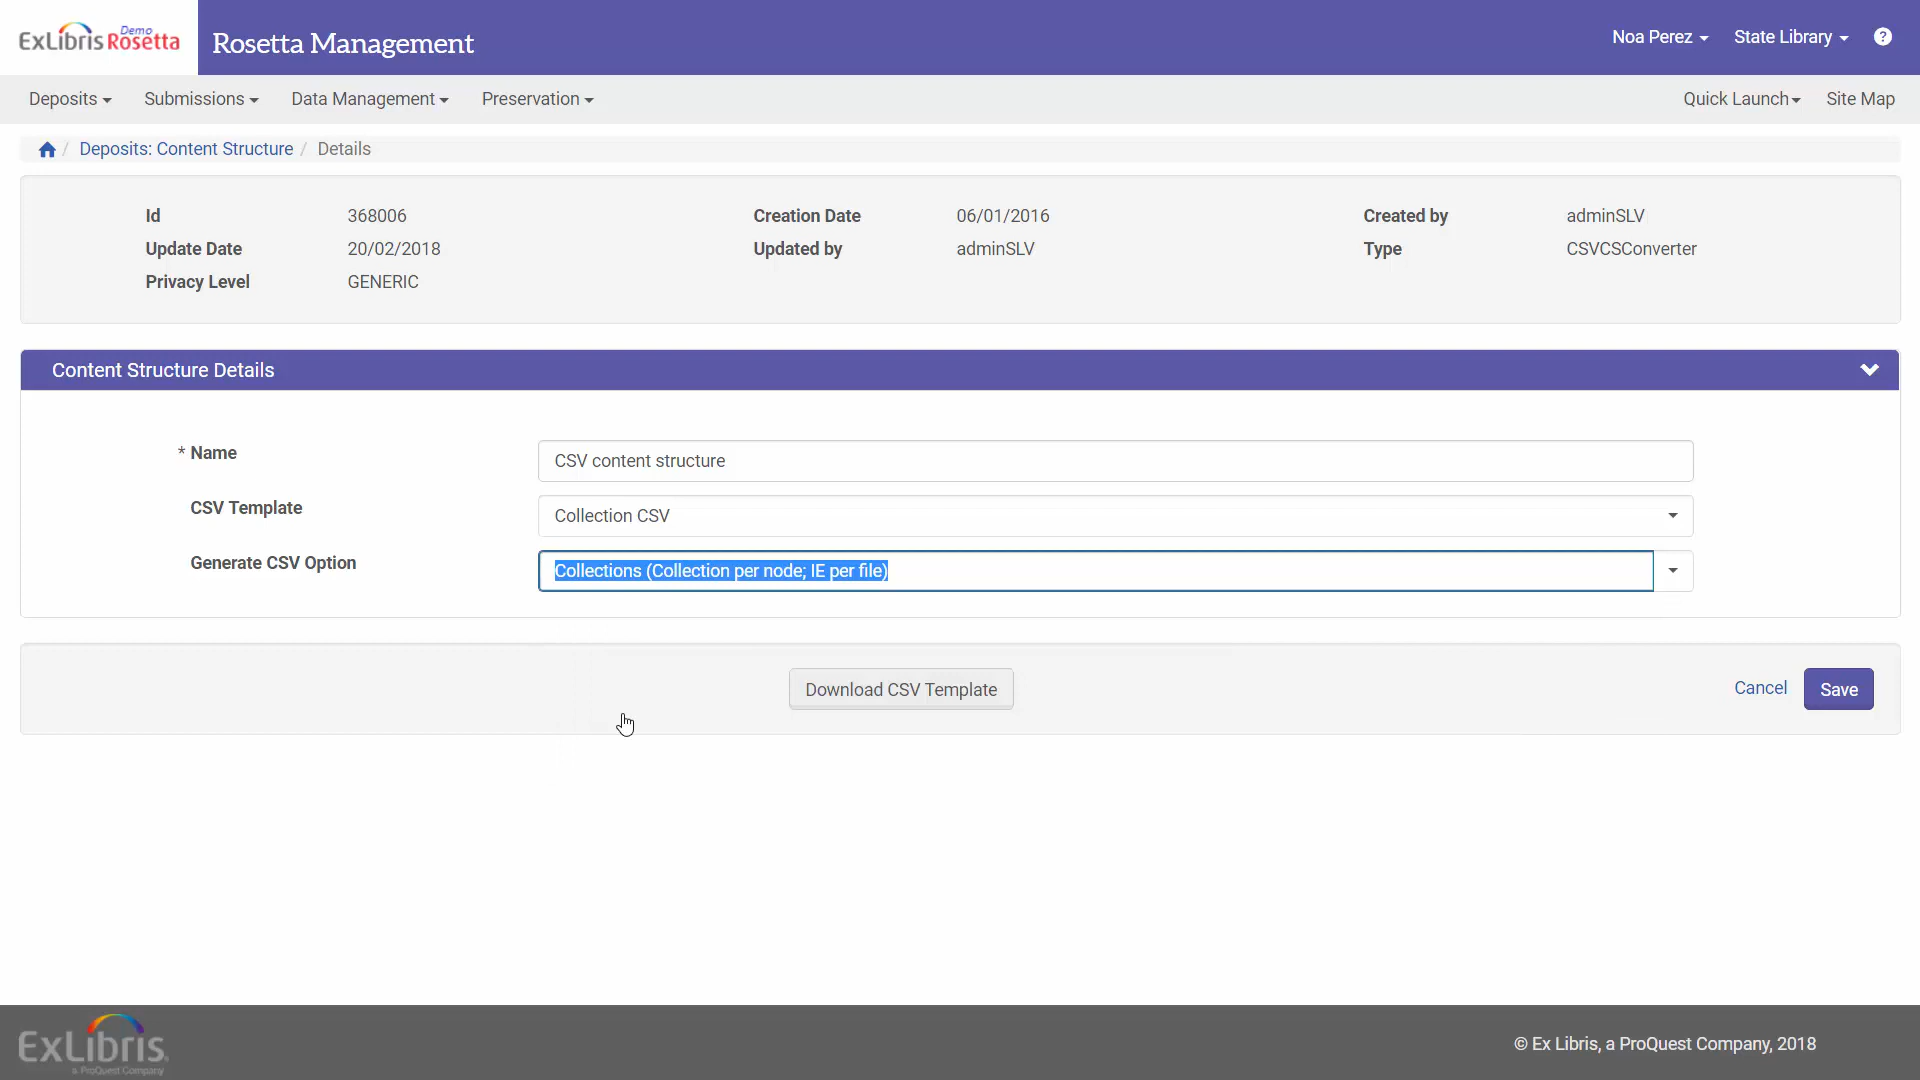 ExLibris Rosetta
Demo
Rosetta Management
Noa Perez
State Library
?
Deposits
Submissions
Data Management
Preservation
Quick Launch
Site Map
/ Deposits: Content Structure / Details
Id 368006 Creation Date 06/01/2016 Created by adminSLV
Update Date 20/02/2018 Updated by adminSLV Type CSVCSConverter
Privacy Level GENERIC
Content Structure Details
* Name CSV content structure
CSV Template Collection CSV
Generate CSV Option Collections (Collection per node; IE per file)
Download CSV Template
Cancel
Save
ExLibris
a ProQuest Company
© Ex Libris, a ProQuest Company, 2018